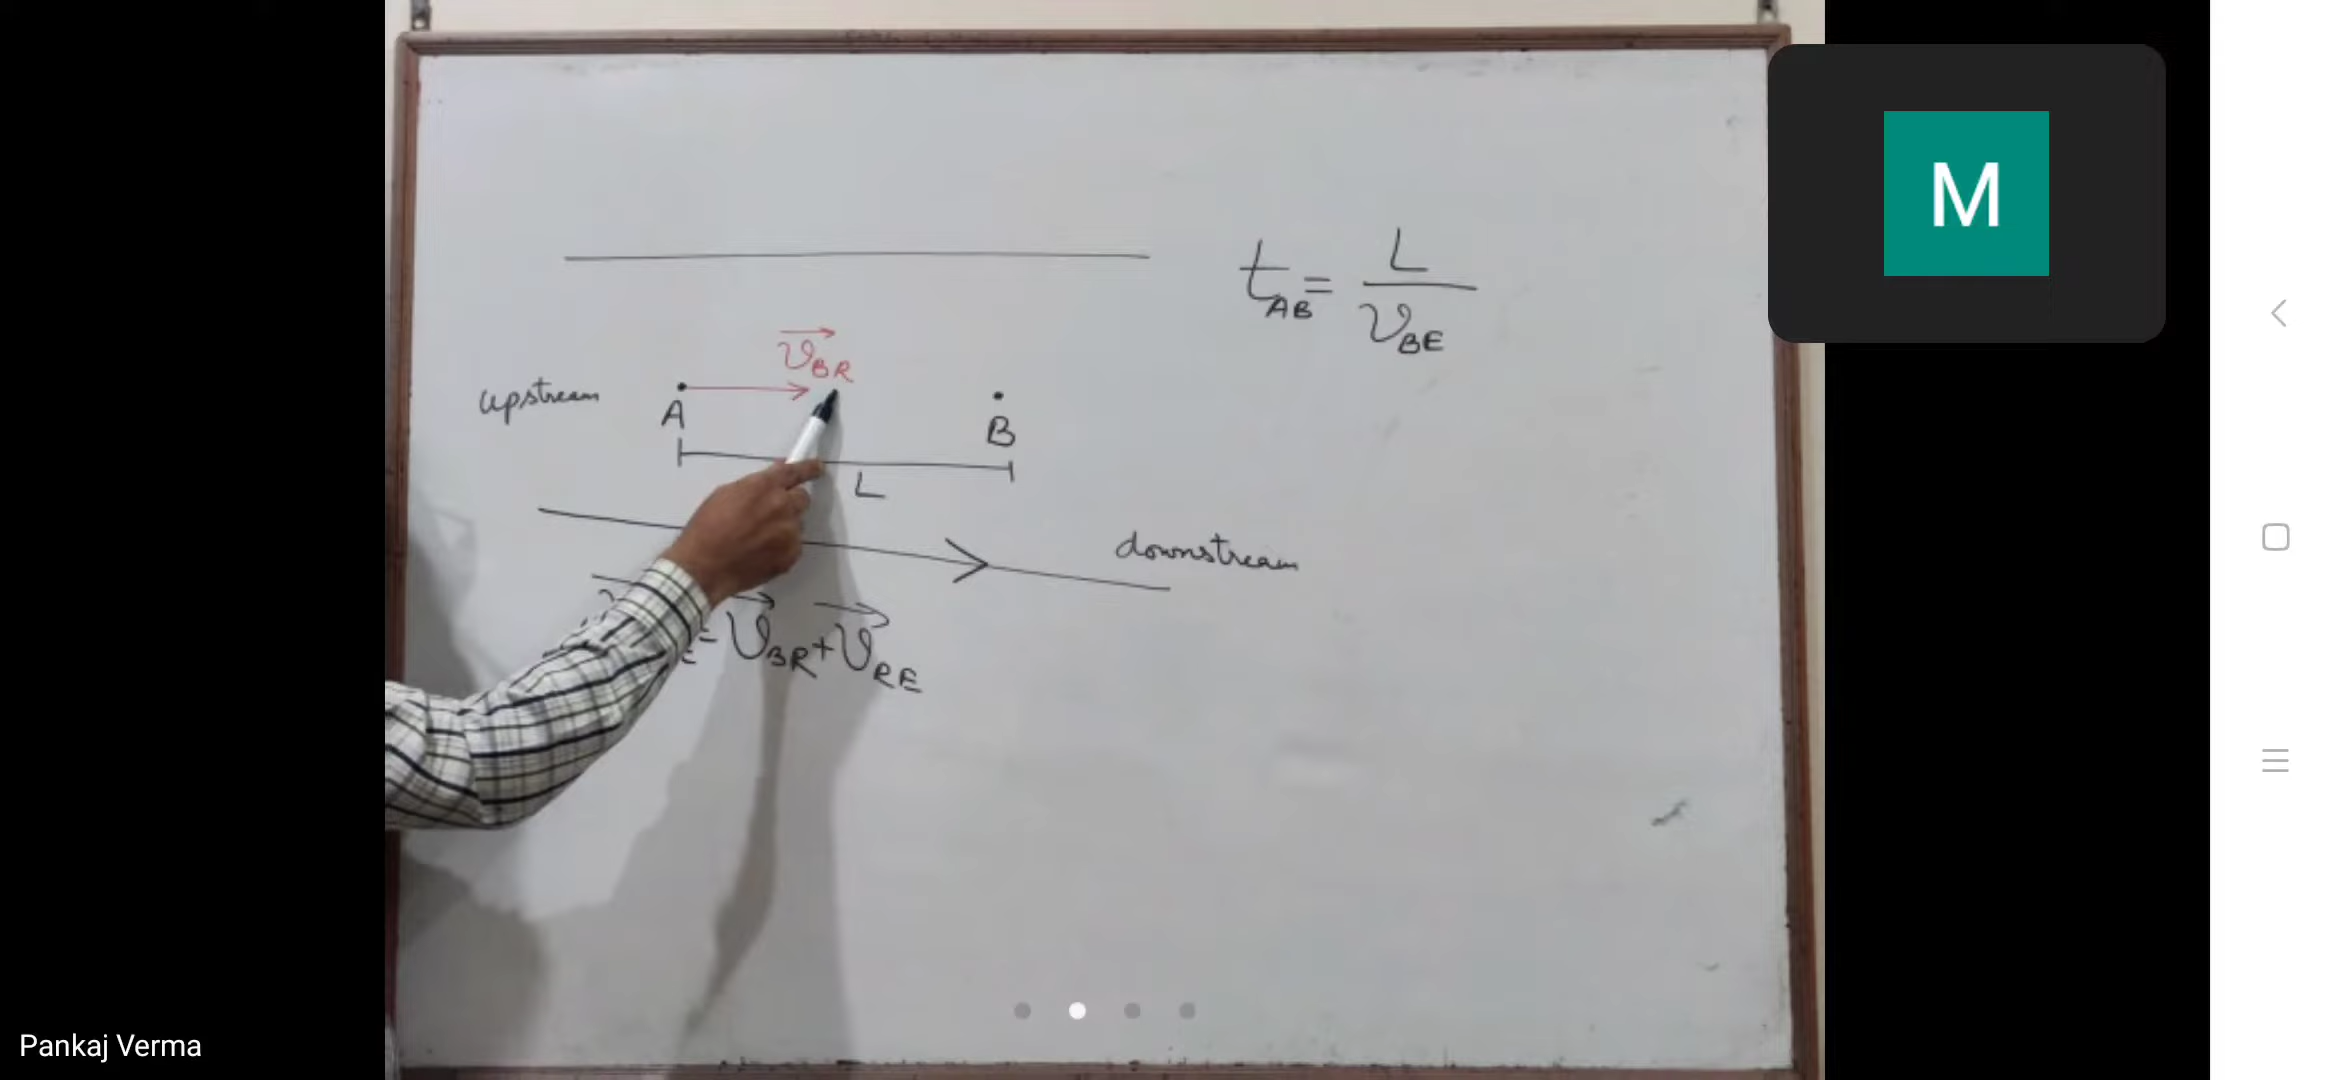 M
t_AB = L / v_BE
v_BR
upstream
A
B
L
downstream
= v_BR + v_RE
Pankaj Verma